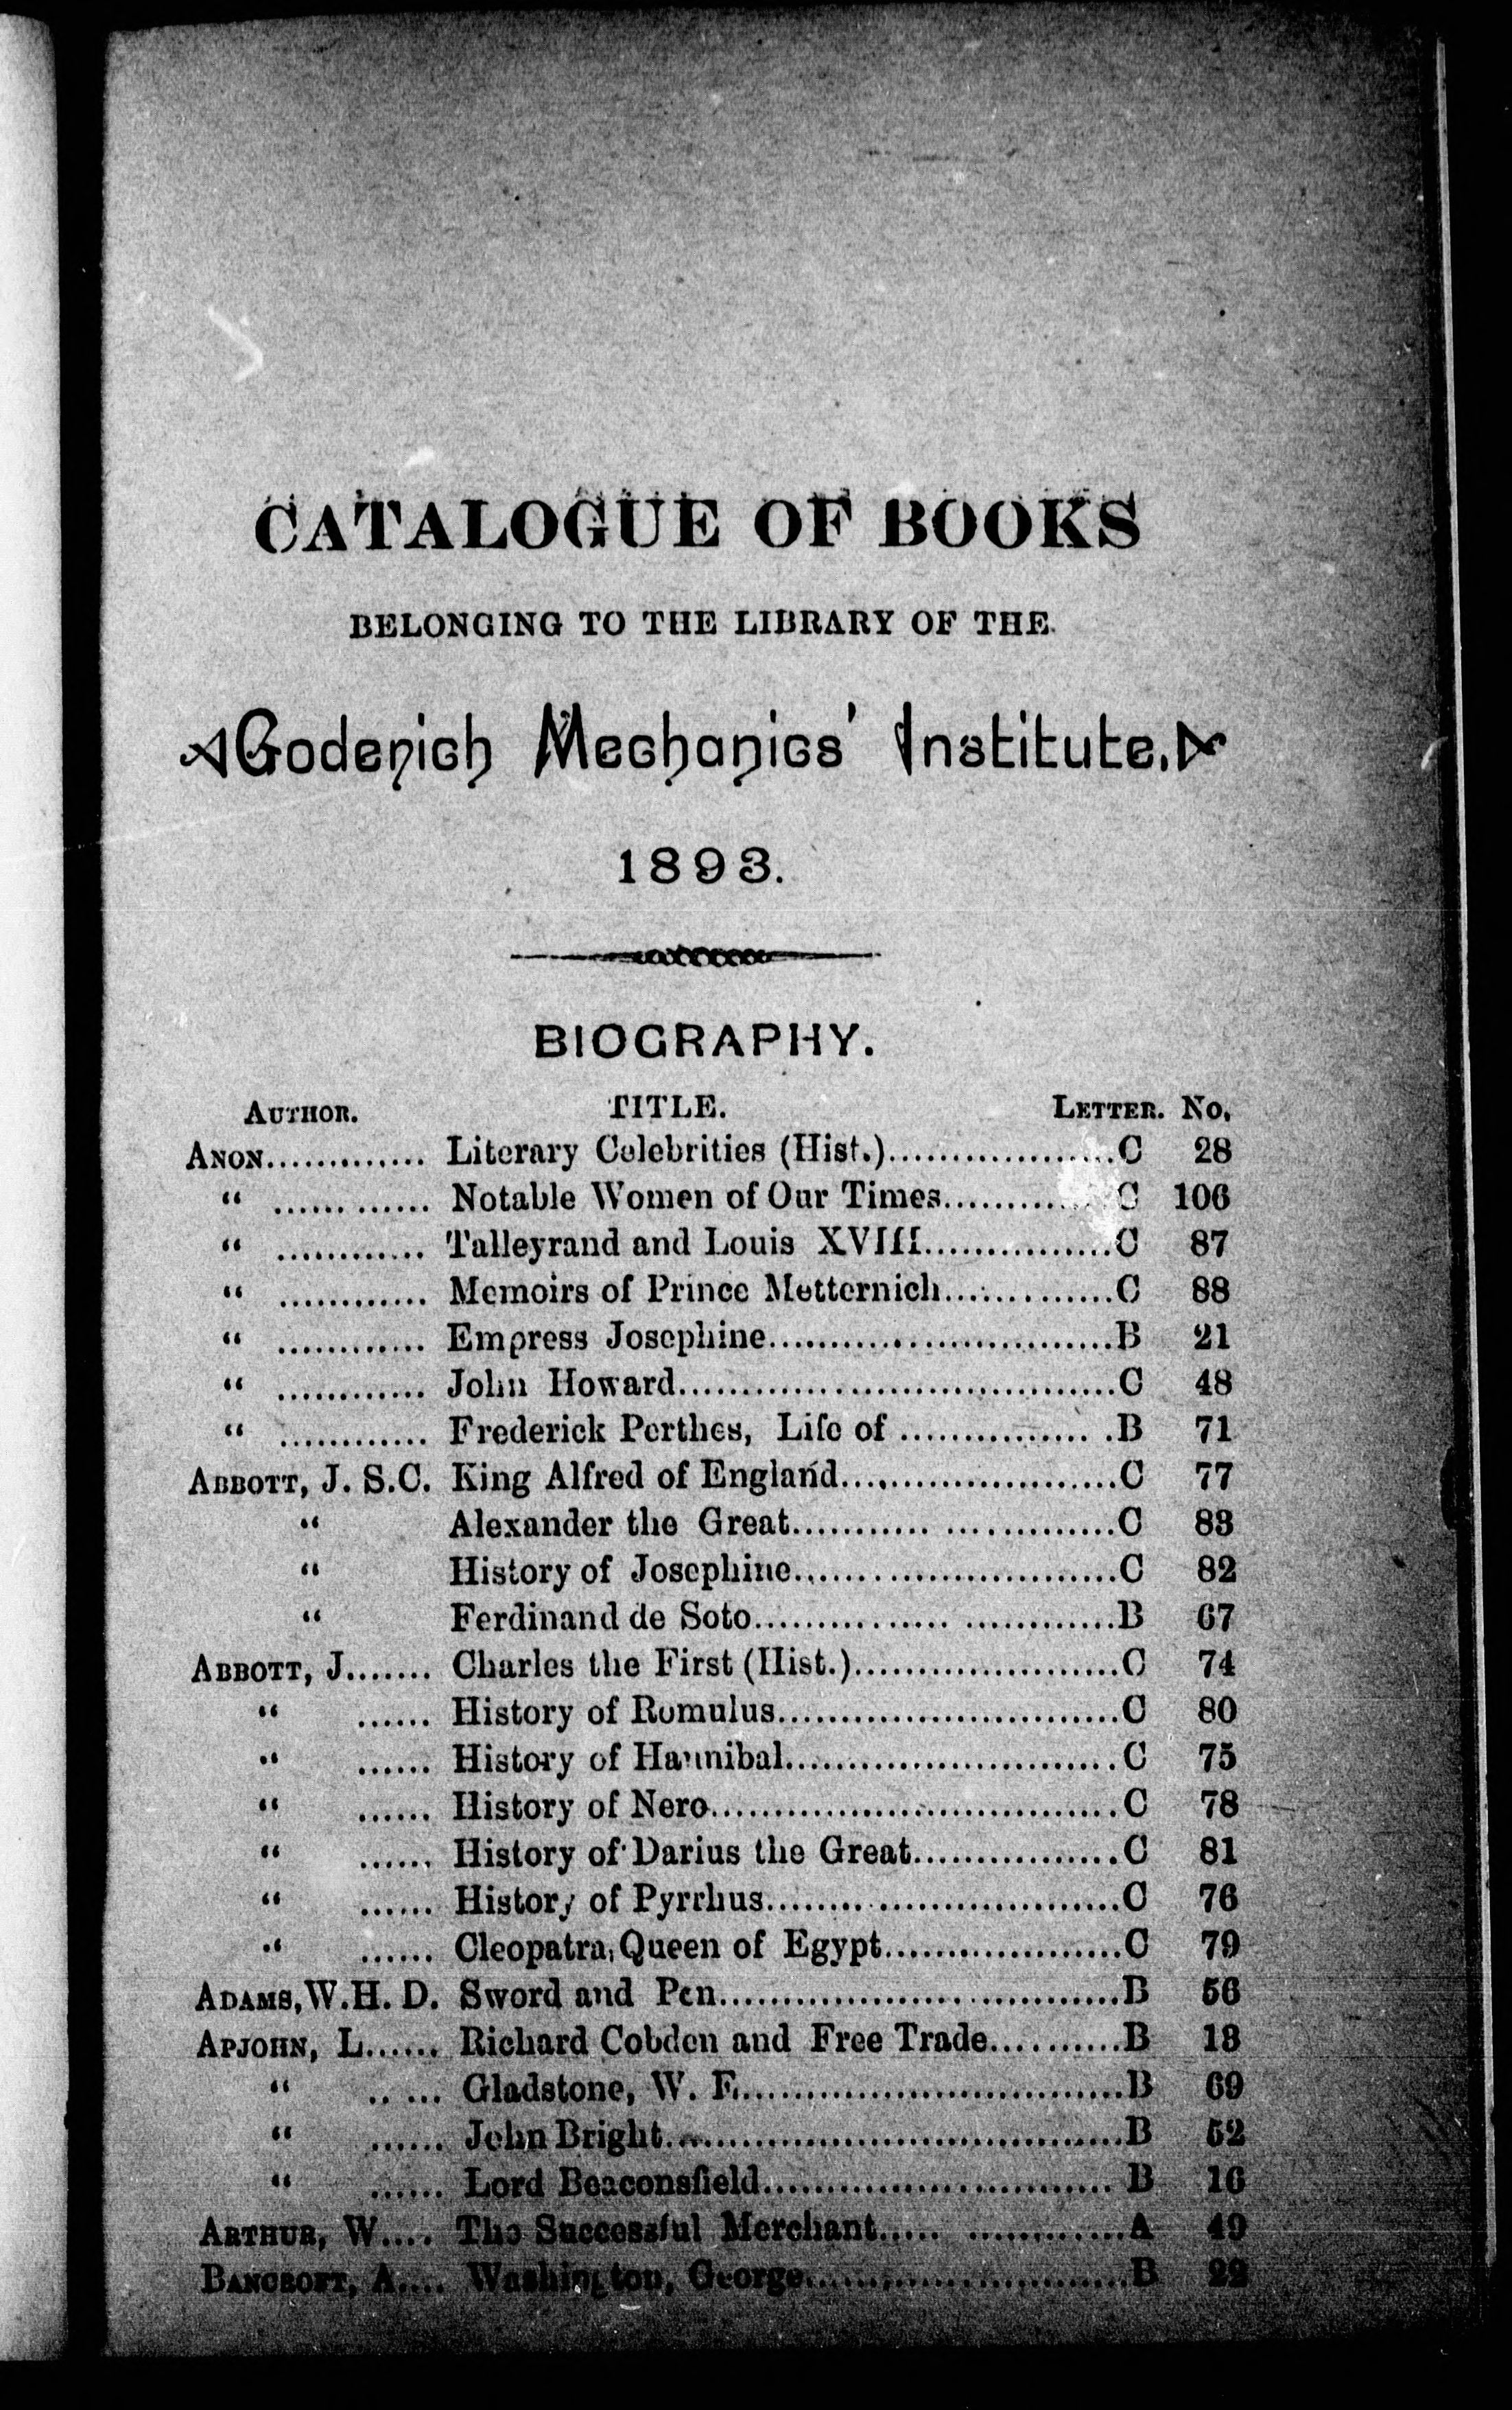 CATALOGUE OF BOOKS
BELONGING TO THE LIBRARY OF THE
Goderich Mechanics' Institute.
1893.
BIOGRAPHY.
AUTHOR. TITLE. LETTER. NO.
ANON............. Literary Celebrities (Hist.)..................C 28
" ............ Notable Women of Our Times............C 106
" ............ Talleyrand and Louis XVIII...............C 87
" ............ Memoirs of Prince Metternich..............C 88
" ............ Empress Josephine............................B 21
" ............ John Howard...................................C 48
" ............ Frederick Perthes, Life of ................B 71
ABBOTT, J. S.C. King Alfred of England......................C 77
" Alexander the Great..........................C 83
" History of Josephine..........................C 82
" Ferdinand de Soto............................B 67
ABBOTT, J....... Charles the First (Hist.).....................C 74
" ...... History of Romulus...........................C 80
" ...... History of Hannibal...........................C 75
" ...... History of Nero.................................C 78
" ...... History of Darius the Great................C 81
" ...... History of Pyrrhus............................C 76
" ...... Cleopatra, Queen of Egypt...................C 79
ADAMS, W.H. D. Sword and Pen................................B 56
APJOHN, L...... Richard Cobden and Free Trade..........B 13
" ..... Gladstone, W. E...............................B 69
" ...... John Bright.....................................B 52
" ...... Lord Beaconsfield............................ B 16
ARTHUR, W.... The Successful Merchant..................A 49
BANCROFT, A.... Washington, George..........................B 22